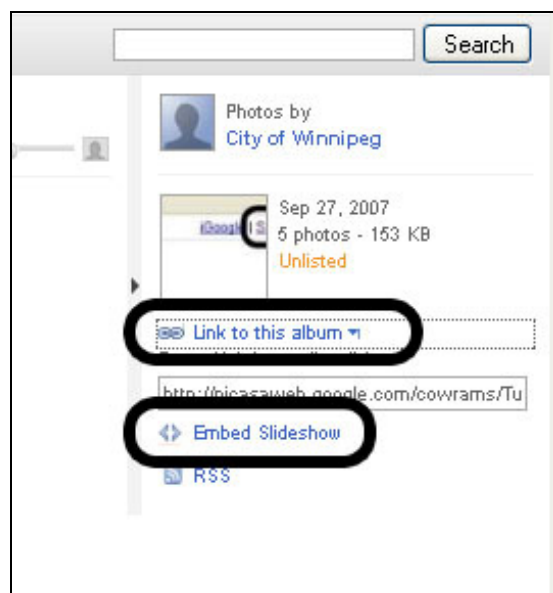 Search
Photos by
City of Winnipeg
Sep 27, 2007
5 photos - 153 KB
Unlisted
iGoogle | S
Link to this album
http://picasaweb.google.com/cowrams/Tu
Embed Slideshow
RSS